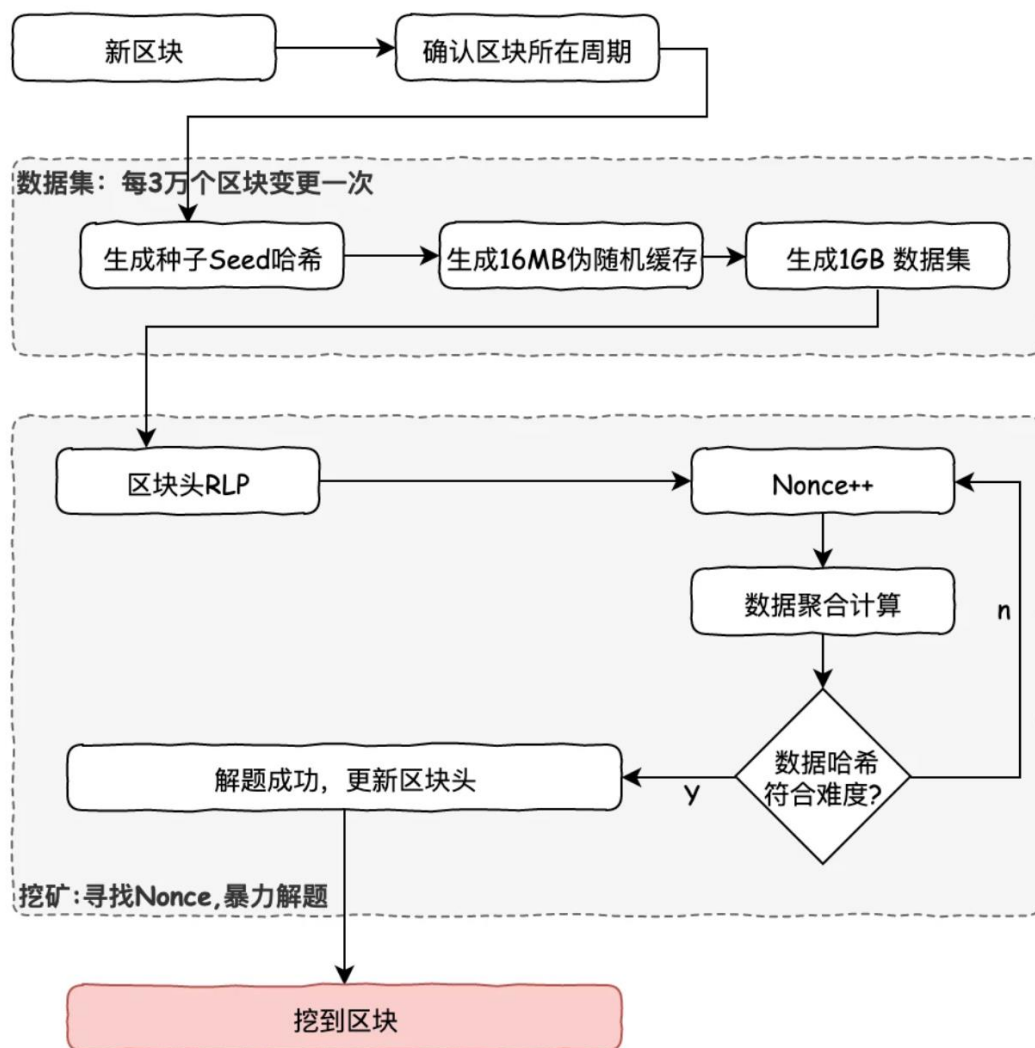 新区块
确认区块所在周期
数据集：每3万个区块变更一次
生成种子Seed哈希
生成16MB伪随机缓存
生成1GB 数据集
区块头RLP
Nonce++
数据聚合计算
n
数据哈希
符合难度?
y
解题成功，更新区块头
挖矿:寻找Nonce,暴力解题
挖到区块